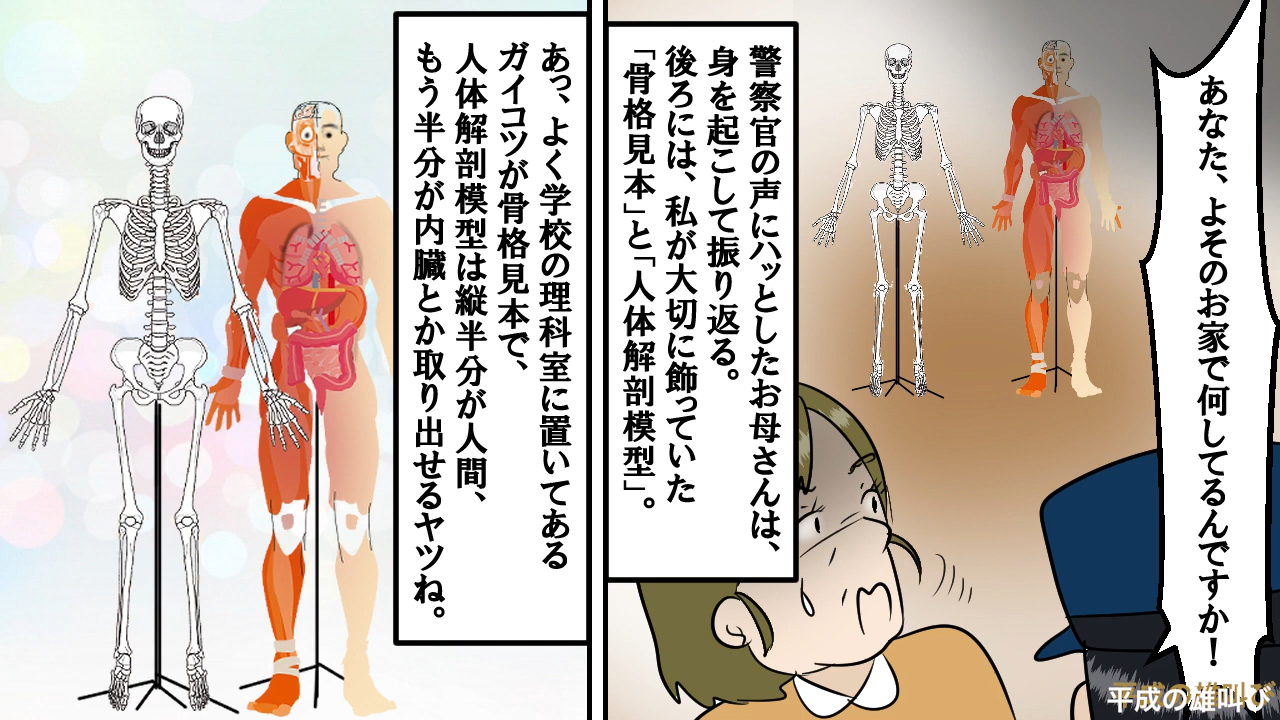 あなた、よそのお家で何してるんですか！
警察官の声にハッとしたお母さんは、
身を起こして振り返る。
後ろには、私が大切に飾っていた
「骨格見本」と「人体解剖模型」。
あっ、よく学校の理科室に置いてある
ガイコツが骨格見本で、
人体解剖模型は縦半分が人間、
もう半分が内臓とか取り出せるヤツね。
平成の雄叫び
平成の雄叫び